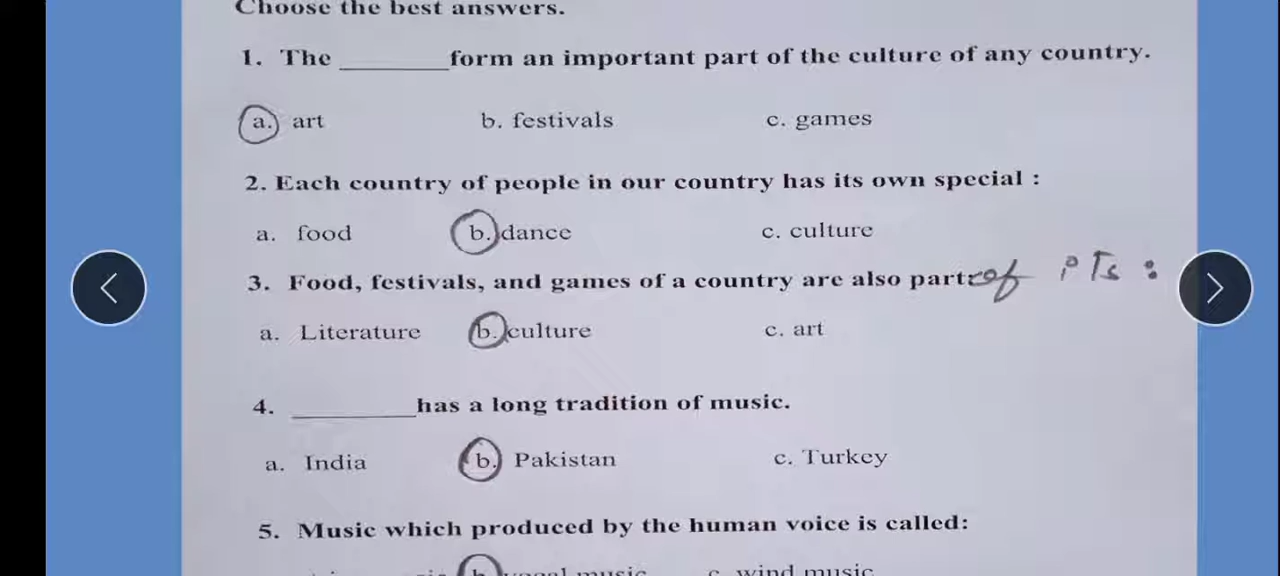 Choose the best answers.
1. The ________ form an important part of the culture of any country.
a. art b. festivals c. games
2. Each country of people in our country has its own special :
a. food b. dance c. culture
3. Food, festivals, and games of a country are also part of its :
a. Literature b. culture c. art
4. ________ has a long tradition of music.
a. India b. Pakistan c. Turkey
5. Music which produced by the human voice is called:
b. vocal music c. wind music